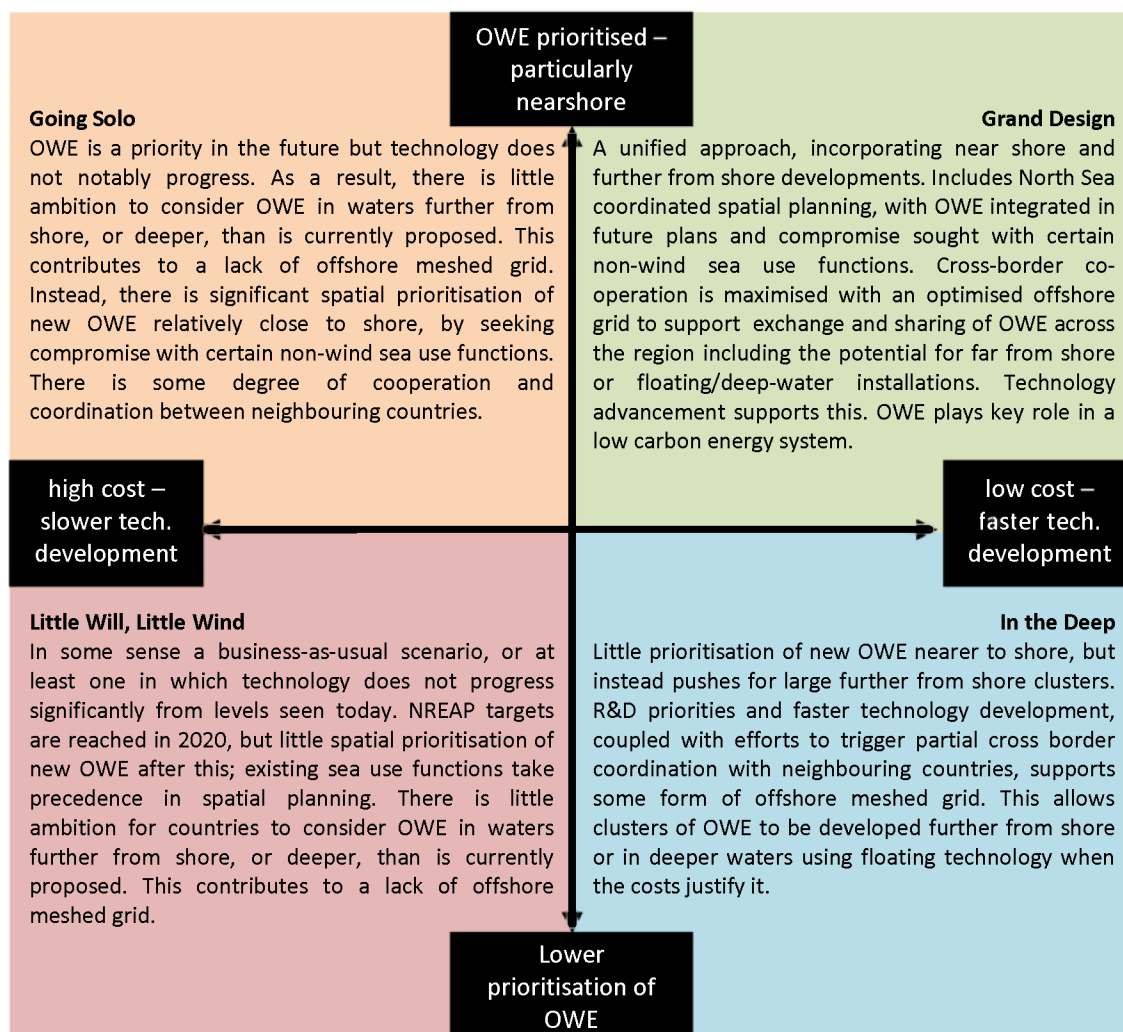 OWE prioritised –
particularly
nearshore
Going Solo
OWE is a priority in the future but technology does
not notably progress. As a result, there is little
ambition to consider OWE in waters further from
shore, or deeper, than is currently proposed. This
contributes to a lack of offshore meshed grid.
Instead, there is significant spatial prioritisation of
new OWE relatively close to shore, by seeking
compromise with certain non-wind sea use functions.
There is some degree of cooperation and
coordination between neighbouring countries.
Grand Design
A unified approach, incorporating near shore and
further from shore developments. Includes North Sea
coordinated spatial planning, with OWE integrated in
future plans and compromise sought with certain
non-wind sea use functions. Cross-border co-
operation is maximised with an optimised offshore
grid to support exchange and sharing of OWE across
the region including the potential for far from shore
or floating/deep-water installations. Technology
advancement supports this. OWE plays key role in a
low carbon energy system.
high cost –
slower tech.
development
low cost –
faster tech.
development
Little Will, Little Wind
In some sense a business-as-usual scenario, or at
least one in which technology does not progress
significantly from levels seen today. NREAP targets
are reached in 2020, but little spatial prioritisation of
new OWE after this; existing sea use functions take
precedence in spatial planning. There is little
ambition for countries to consider OWE in waters
further from shore, or deeper, than is currently
proposed. This contributes to a lack of offshore
meshed grid.
In the Deep
Little prioritisation of new OWE nearer to shore, but
instead pushes for large further from shore clusters.
R&D priorities and faster technology development,
coupled with efforts to trigger partial cross border
coordination with neighbouring countries, supports
some form of offshore meshed grid. This allows
clusters of OWE to be developed further from shore
or in deeper waters using floating technology when
the costs justify it.
Lower
prioritisation of
OWE